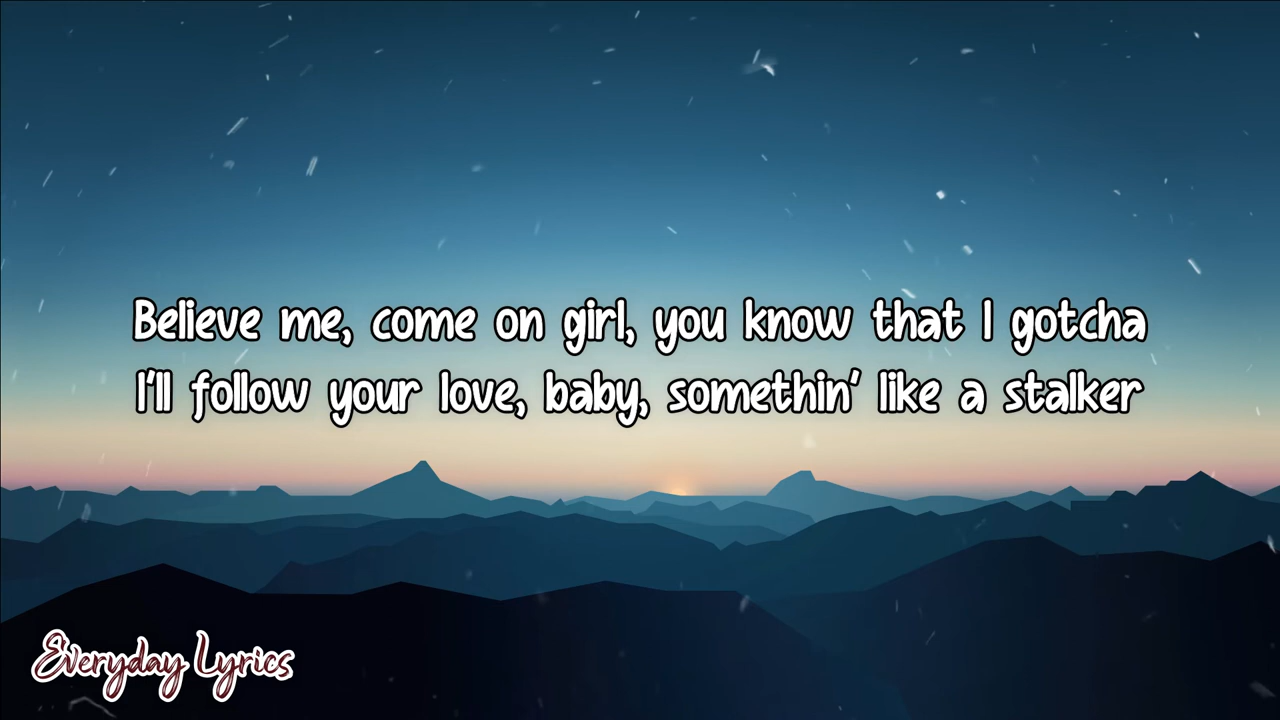 Believe me, come on girl, you know that I gotcha
I'll follow your love, baby, somethin' like a stalker
Everyday Lyrics